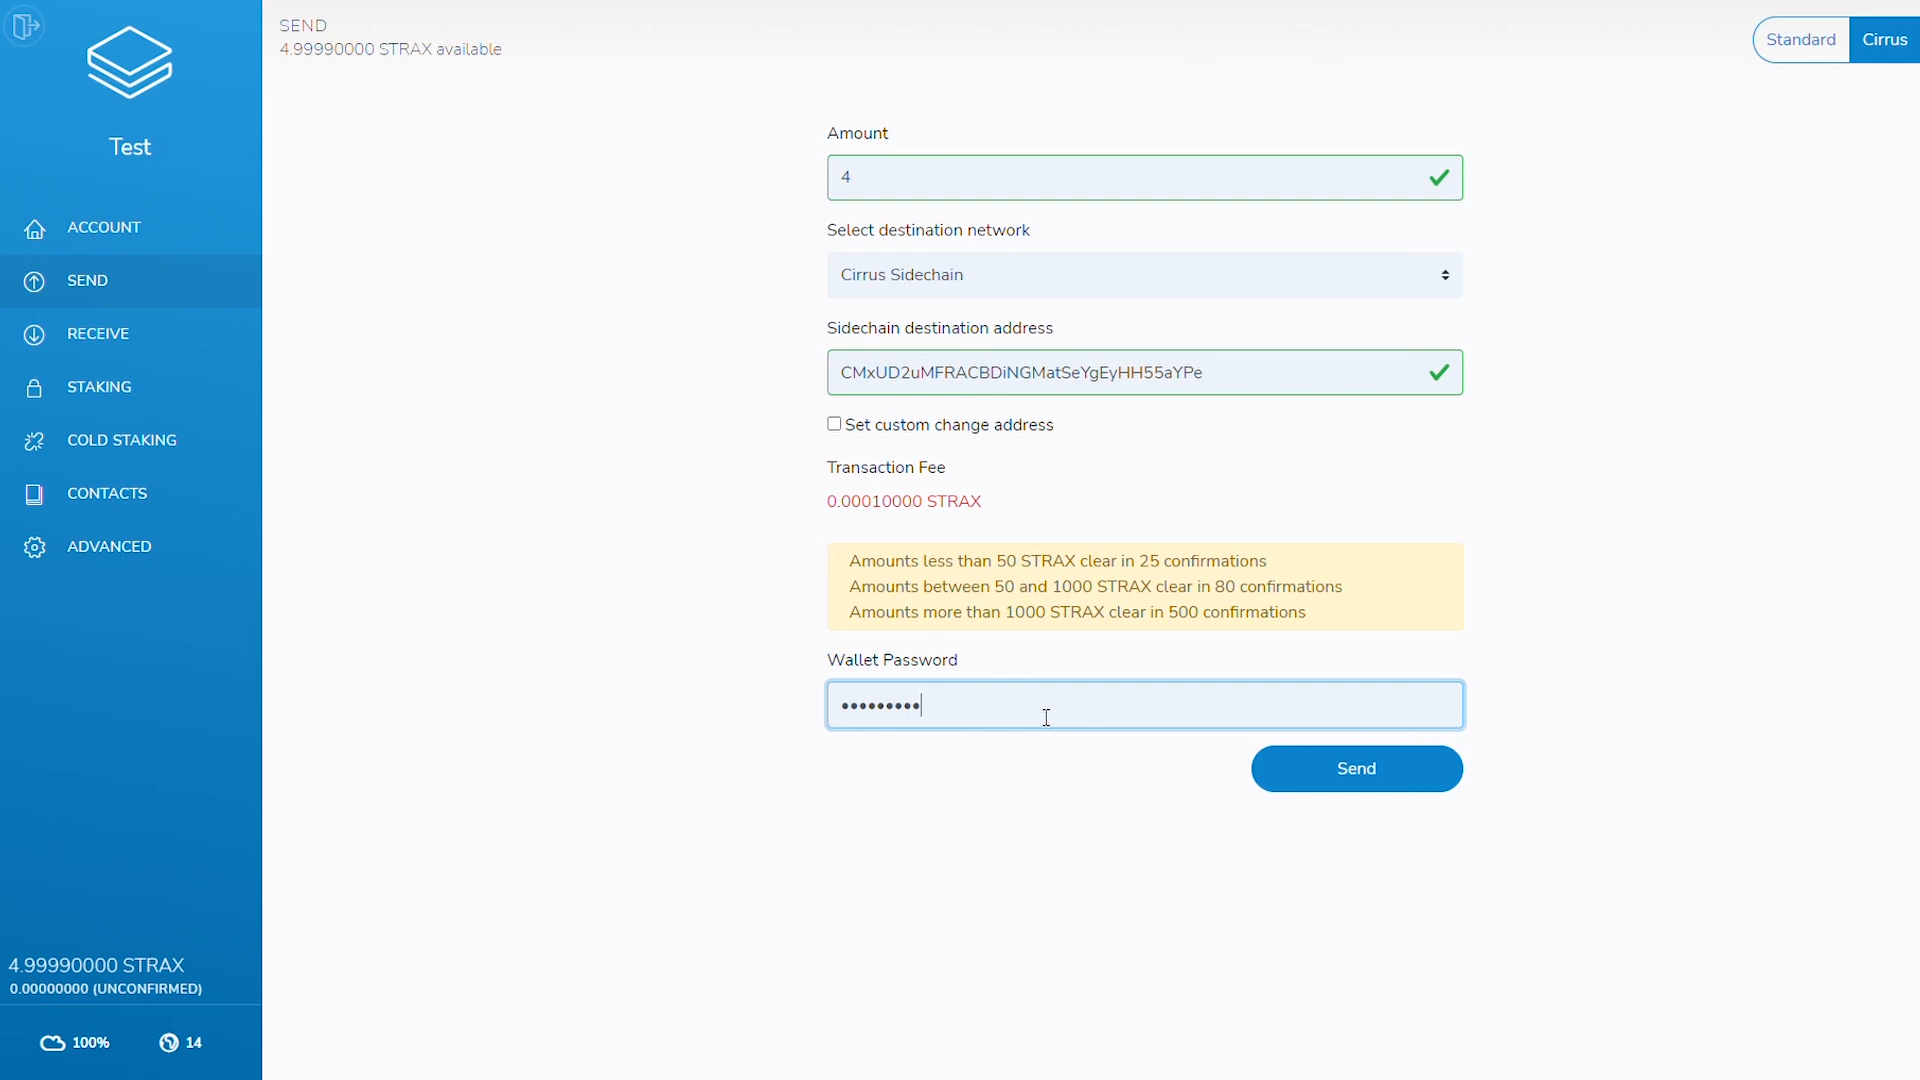 SEND
4.99990000 STRAX available
Standard
Cirrus
Test
ACCOUNT
SEND
RECEIVE
STAKING
COLD STAKING
CONTACTS
ADVANCED
4.99990000 STRAX
0.00000000 (UNCONFIRMED)
100%
14
Amount
4
Select destination network
Cirrus Sidechain
Sidechain destination address
CMxUD2uMFRACBDiNGMatSeYgEyHH55aYPe
Set custom change address
Transaction Fee
0.00010000 STRAX
Amounts less than 50 STRAX clear in 25 confirmations
Amounts between 50 and 1000 STRAX clear in 80 confirmations
Amounts more than 1000 STRAX clear in 500 confirmations
Wallet Password
•••••••••
Send